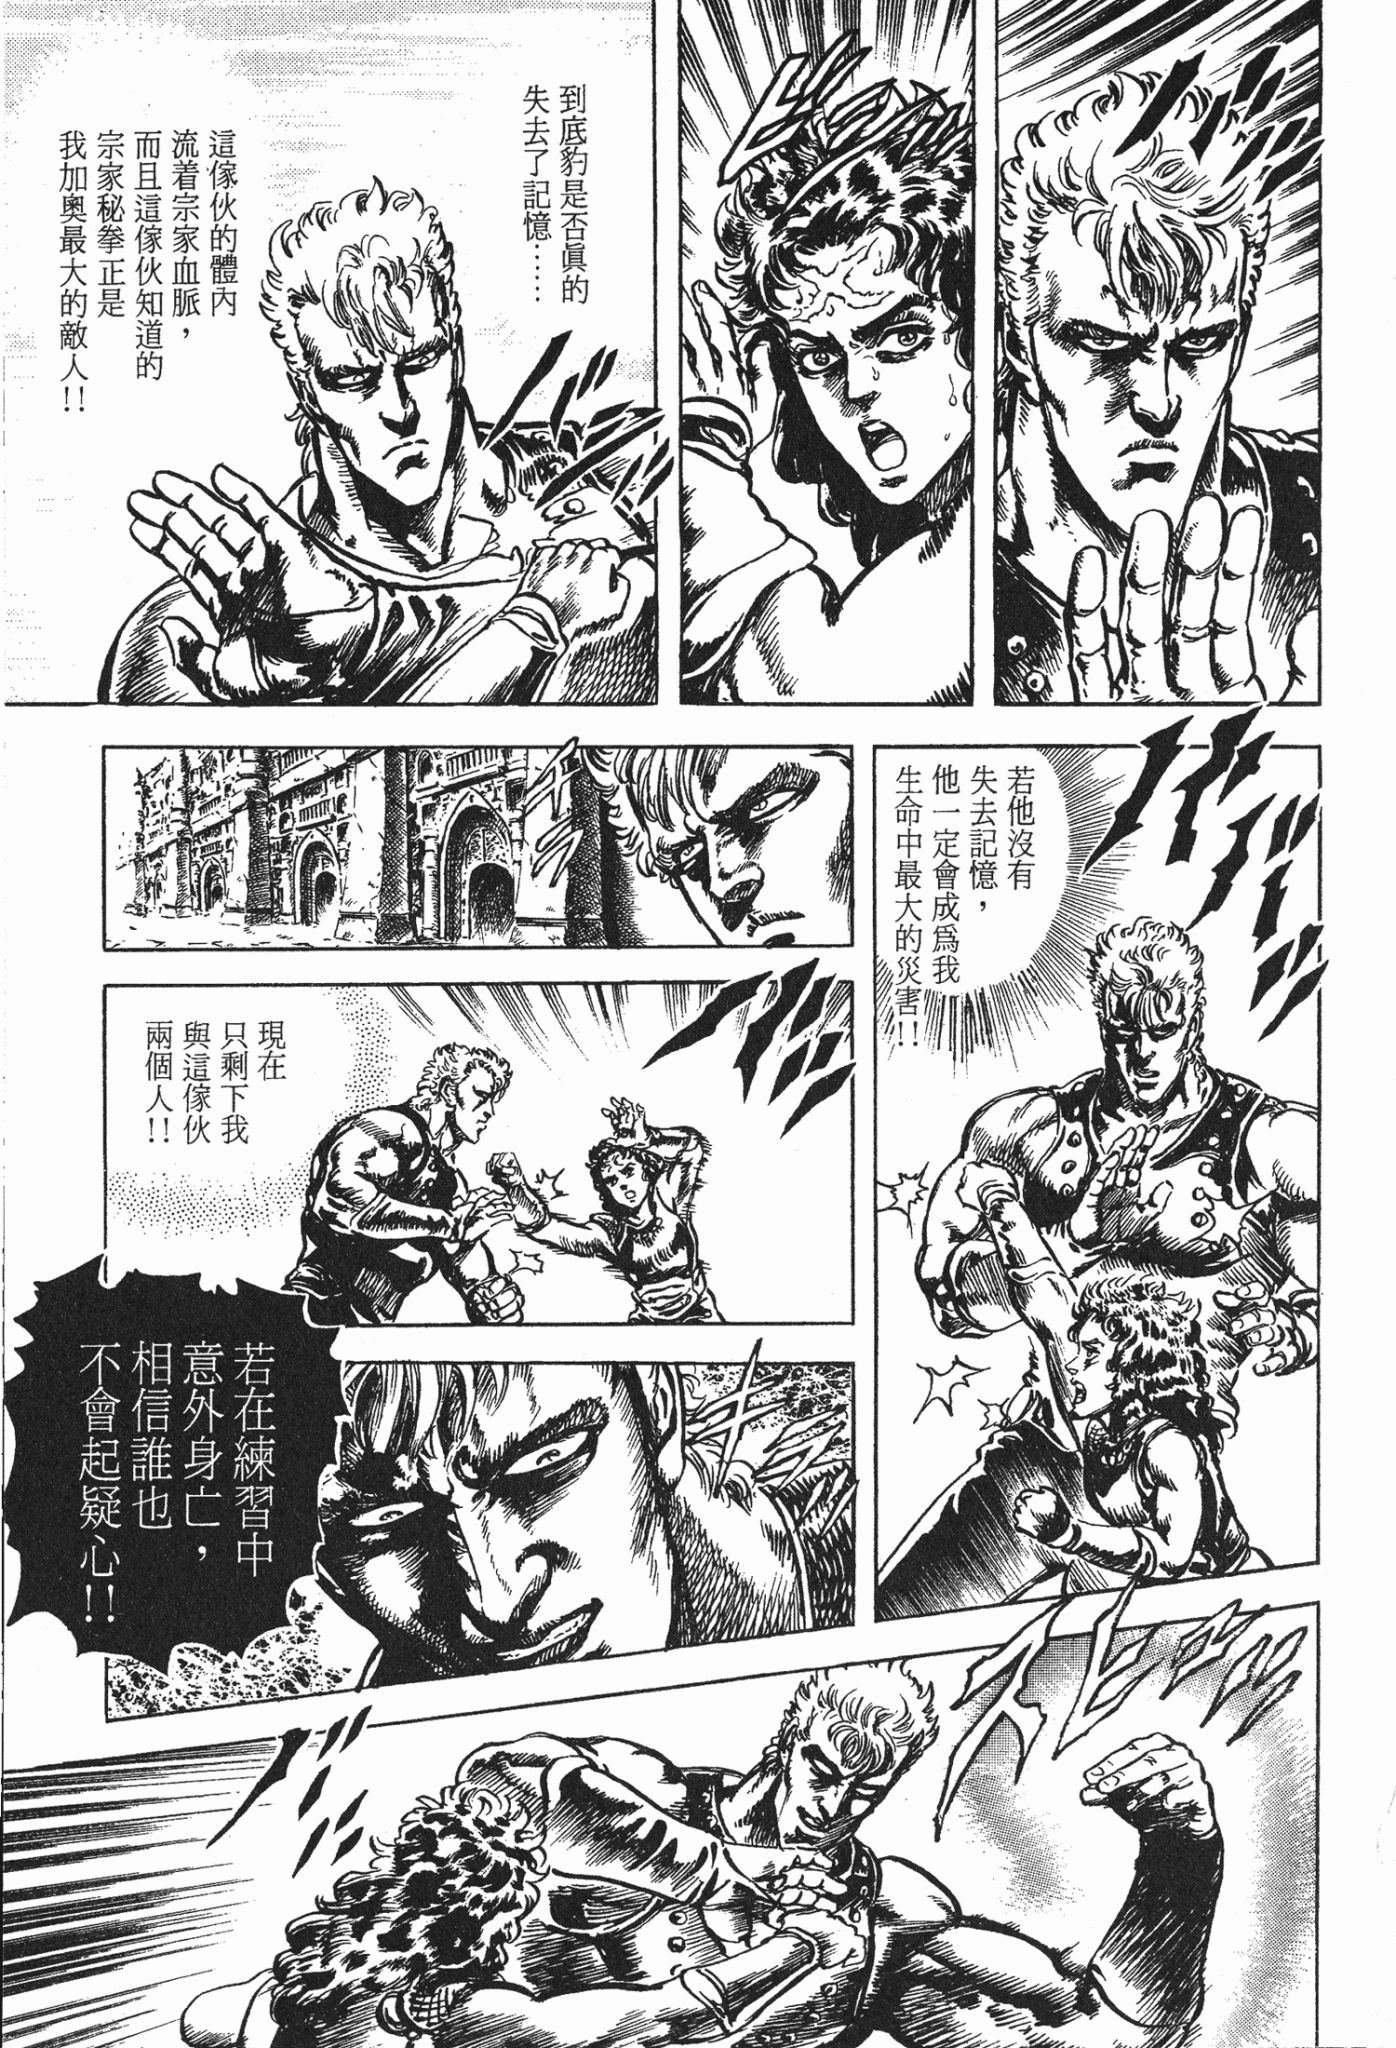 到底豹是否真的
失去了記憶……
這傢伙的體內
流着宗家血脈，
而且這傢伙知道的
宗家秘拳正是
我加奧最大的敵人!!
若他沒有
失去記憶，
他一定會成爲我
生命中最大的災害!!
現在
只剩下我
與這傢伙
兩個人!!
若在練習中
意外身亡，
相信誰也
不會起疑心!!